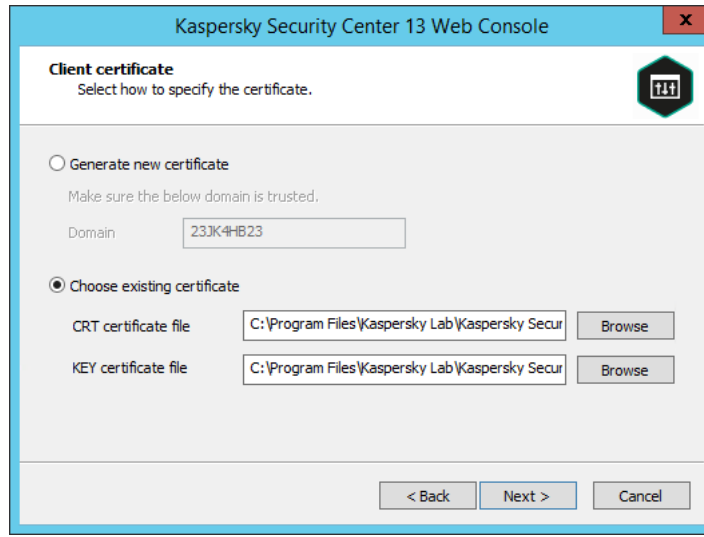 Kaspersky Security Center 13 Web Console
x
Client certificate
Select how to specify the certificate.
Generate new certificate
Make sure the below domain is trusted.
Domain 23JK4HB23
Choose existing certificate
CRT certificate file C:\Program Files\Kaspersky Lab\Kaspersky Secur Browse
KEY certificate file C:\Program Files\Kaspersky Lab\Kaspersky Secur Browse
< Back Next > Cancel